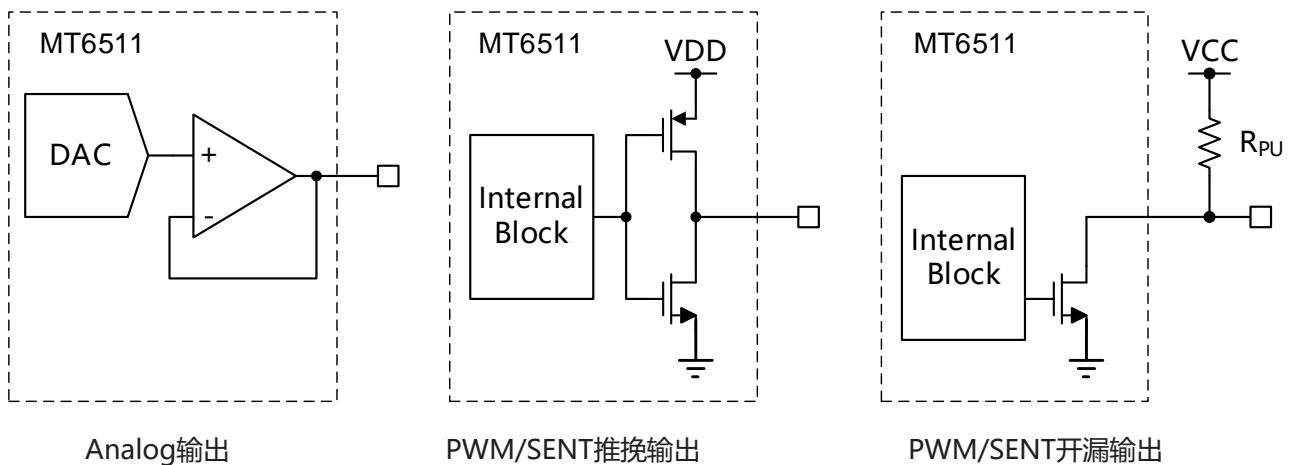 MT6511
DAC
+
-
Analog输出
MT6511
VDD
Internal
Block
PWM/SENT推挽输出
MT6511
VCC
RPU
Internal
Block
PWM/SENT开漏输出